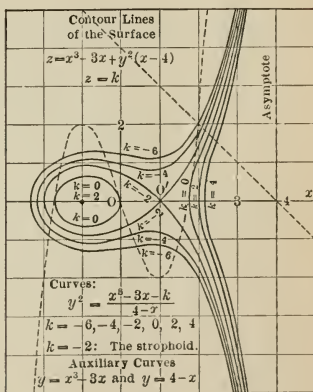 Contour Lines
of the Surface
z=x³-3x+y²(x-4)
z=k
Asymptote
2
k=-6
k=-4
k=-2
k=0
k=2
k=0
O
O
k=-2
k=-4
k=-6
k=0
k=2
k=4
3
4
x
Curves:
y² = x³-3x-k / 4-x
k = -6, -4, -2, 0, 2, 4
k = -2: The strophoid.
Auxiliary Curves
y = x³-3x and y = 4-x